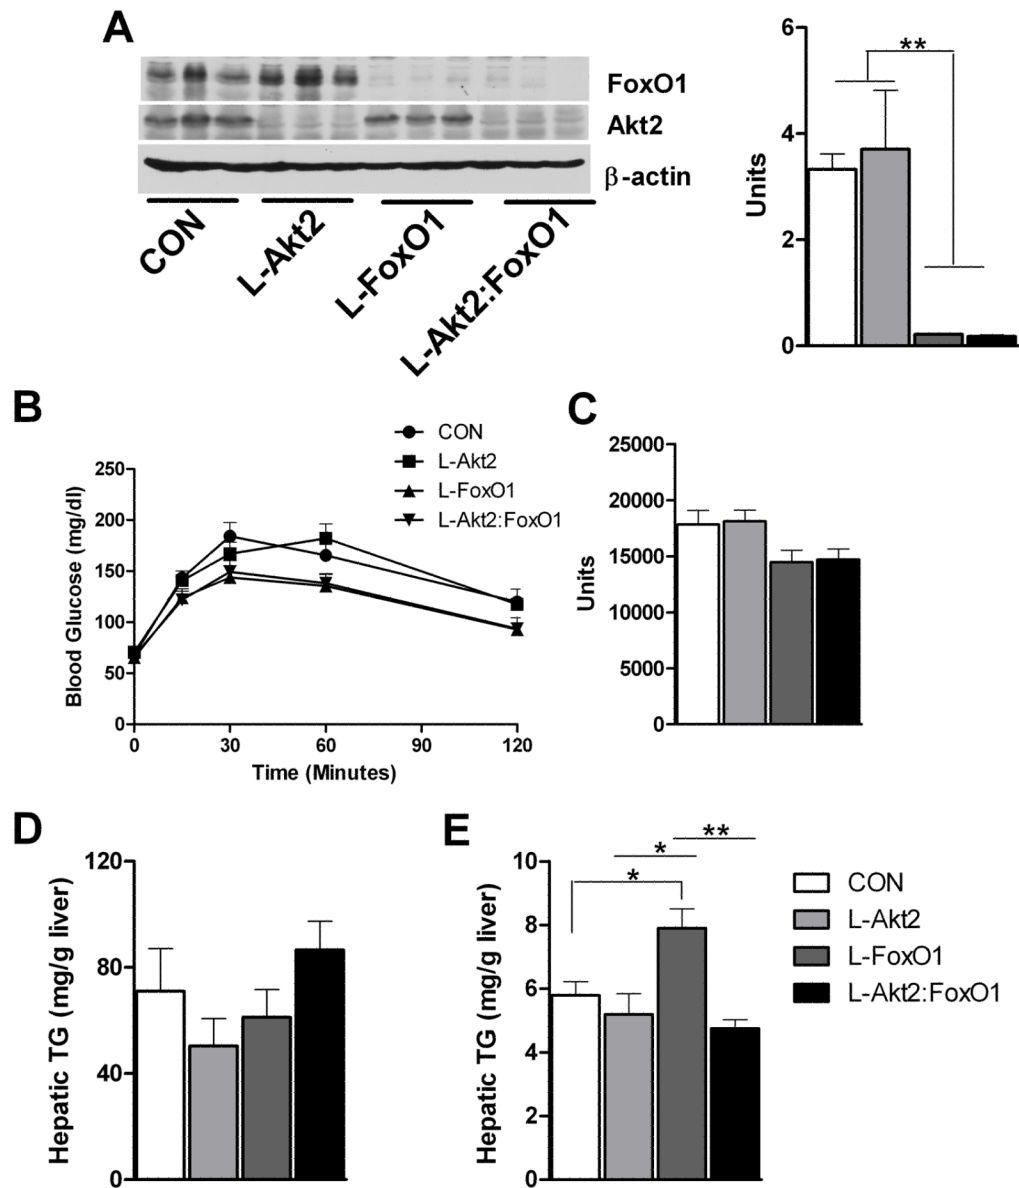 A
FoxO1
Akt2
β-actin
CON
L-Akt2
L-FoxO1
L-Akt2:FoxO1
6
4
2
0
Units
**
B
CON
L-Akt2
L-FoxO1
L-Akt2:FoxO1
250
200
150
100
50
0
Blood Glucose (mg/dl)
0 30 60 90 120
Time (Minutes)
C
25000
20000
15000
10000
5000
0
Units
D
120
80
40
0
Hepatic TG (mg/g liver)
E
10
8
6
4
2
0
Hepatic TG (mg/g liver)
**
*
*
CON
L-Akt2
L-FoxO1
L-Akt2:FoxO1